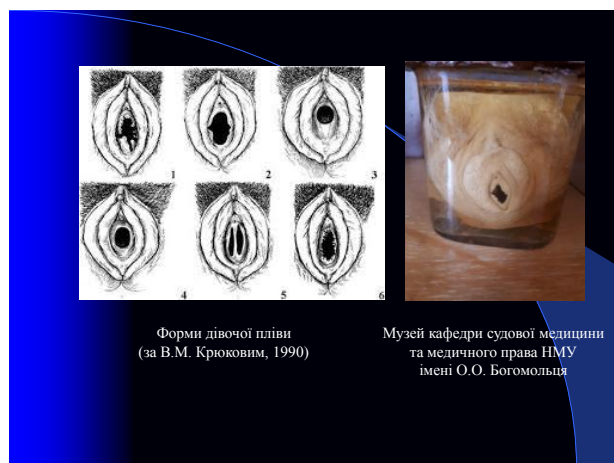 1
2
3
4
5
6
Форми дівочої пліви
(за В.М. Крюковим, 1990)
Музей кафедри судової медицини
та медичного права НМУ
імені О.О. Богомольця